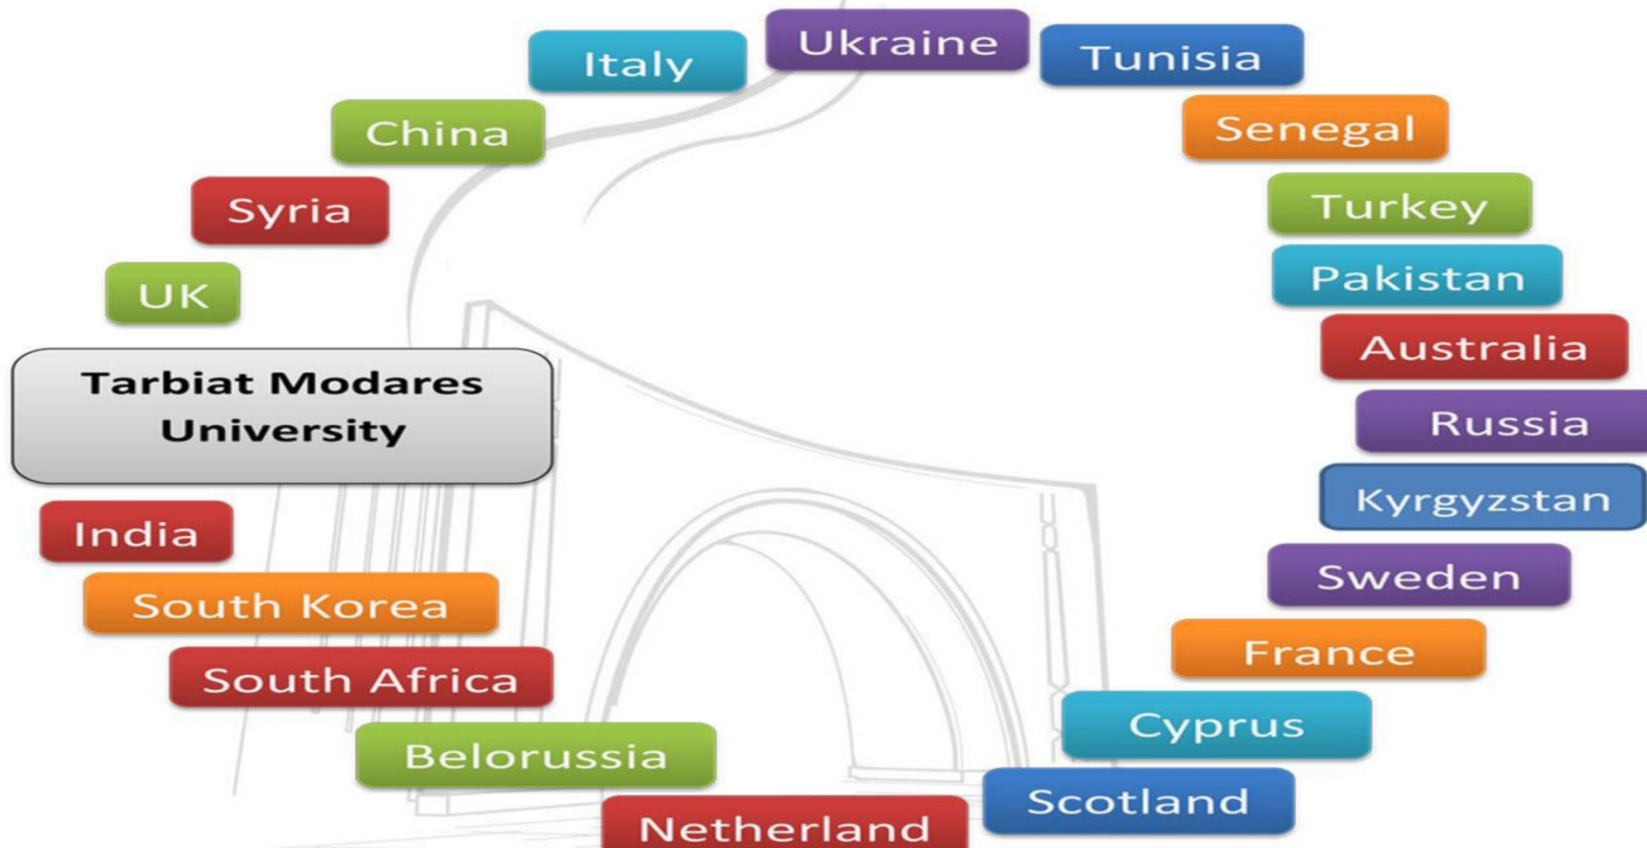 Ukraine
Italy
Tunisia
China
Senegal
Syria
Turkey
UK
Pakistan
Australia
Tarbiat Modares
University
Russia
Kyrgyzstan
India
Sweden
South Korea
France
South Africa
Cyprus
Belorussia
Scotland
Netherland